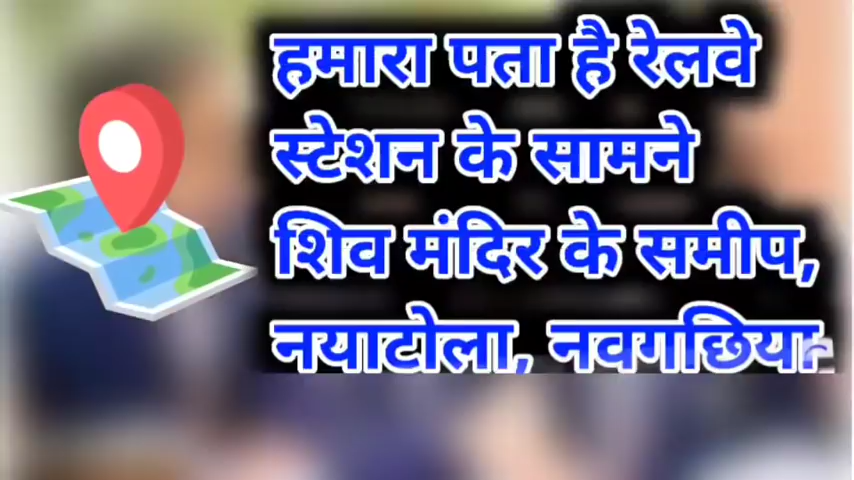 हमारा पता है रेलवे
स्टेशन के सामने
शिव मंदिर के समीप,
नयाटोला, नवगछिया